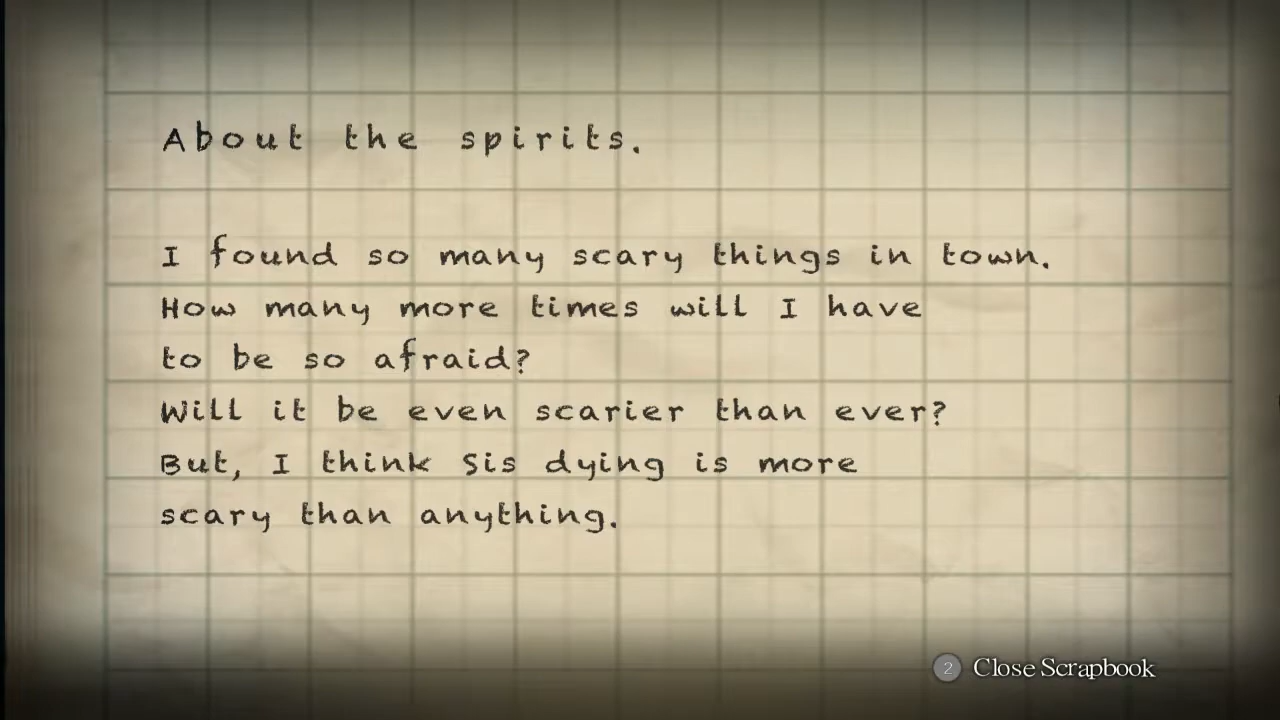 About the spirits.
I found so many scary things in town.
How many more times will I have
to be so afraid?
Will it be even scarier than ever?
But, I think Sis dying is more
scary than anything.
2 Close Scrapbook